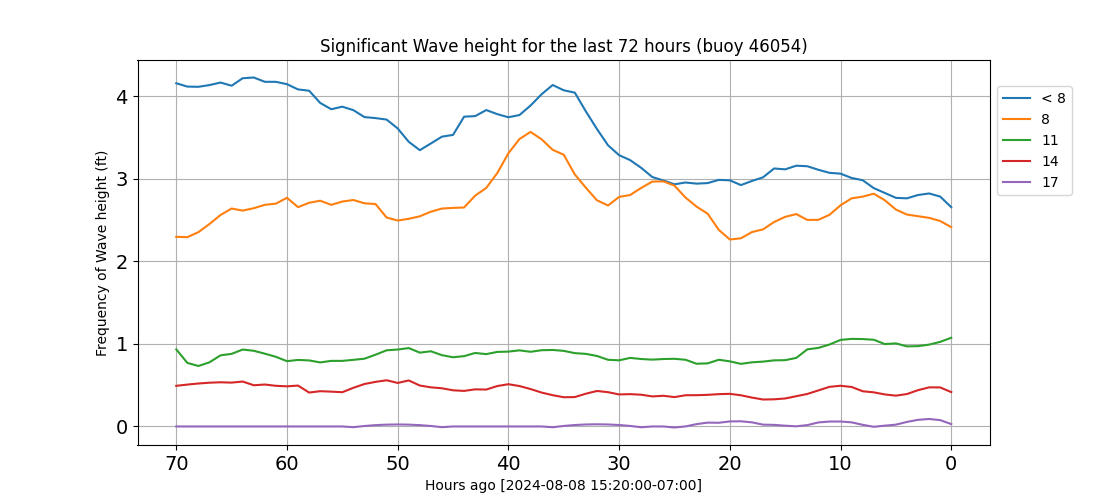 Significant Wave height for the last 72 hours (buoy 46054)
Frequency of Wave height (ft)
4
3
2
1
0
70 60 50 40 30 20 10 0
Hours ago [2024-08-08 15:20:00-07:00]
< 8
8
11
14
17